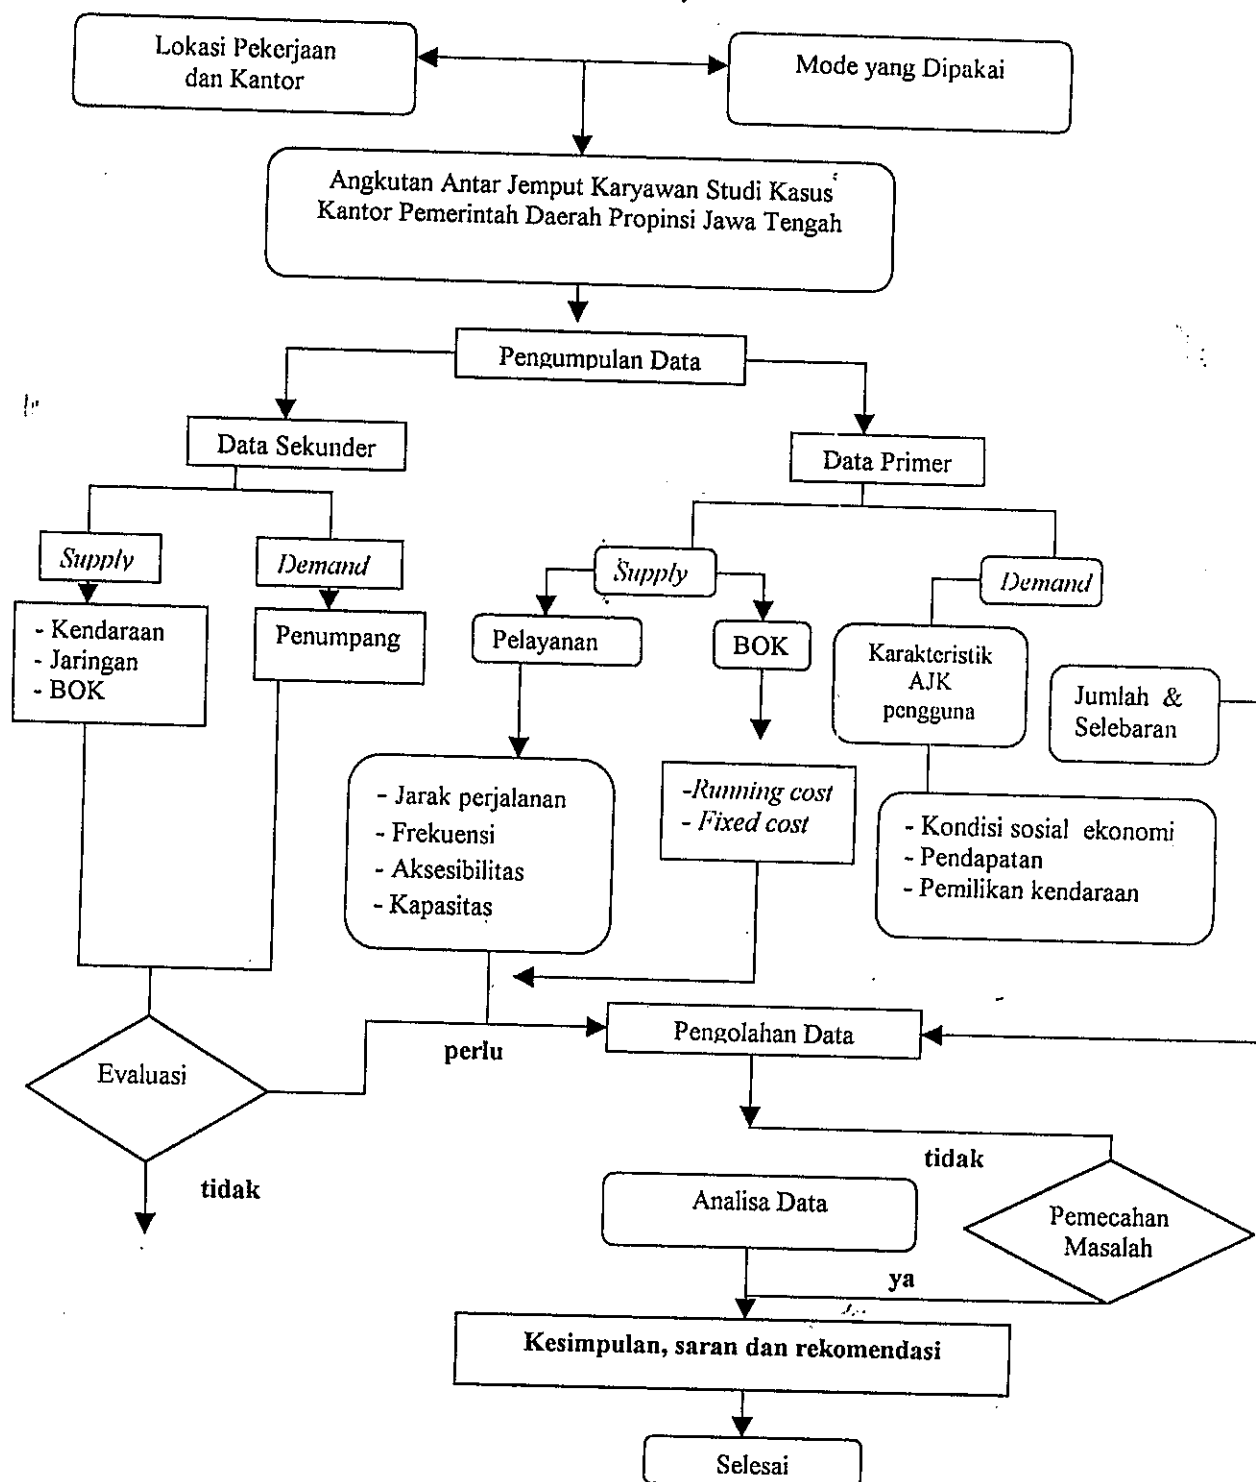 Lokasi Pekerjaan
dan Kantor
Mode yang Dipakai
Angkutan Antar Jemput Karyawan Studi Kasus
Kantor Pemerintah Daerah Propinsi Jawa Tengah
Pengumpulan Data
Data Sekunder
Data Primer
Supply
Demand
Supply
Demand
- Kendaraan
- Jaringan
- BOK
Penumpang
Pelayanan
BOK
Karakteristik
AJK
pengguna
Jumlah &
Selebaran
- Jarak perjalanan
- Frekuensi
- Aksesibilitas
- Kapasitas
-Running cost
- Fixed cost
- Kondisi sosial ekonomi
- Pendapatan
- Pemilikan kendaraan
Evaluasi
perlu
Pengolahan Data
tidak
tidak
Analisa Data
Pemecahan
Masalah
ya
Kesimpulan, saran dan rekomendasi
Selesai